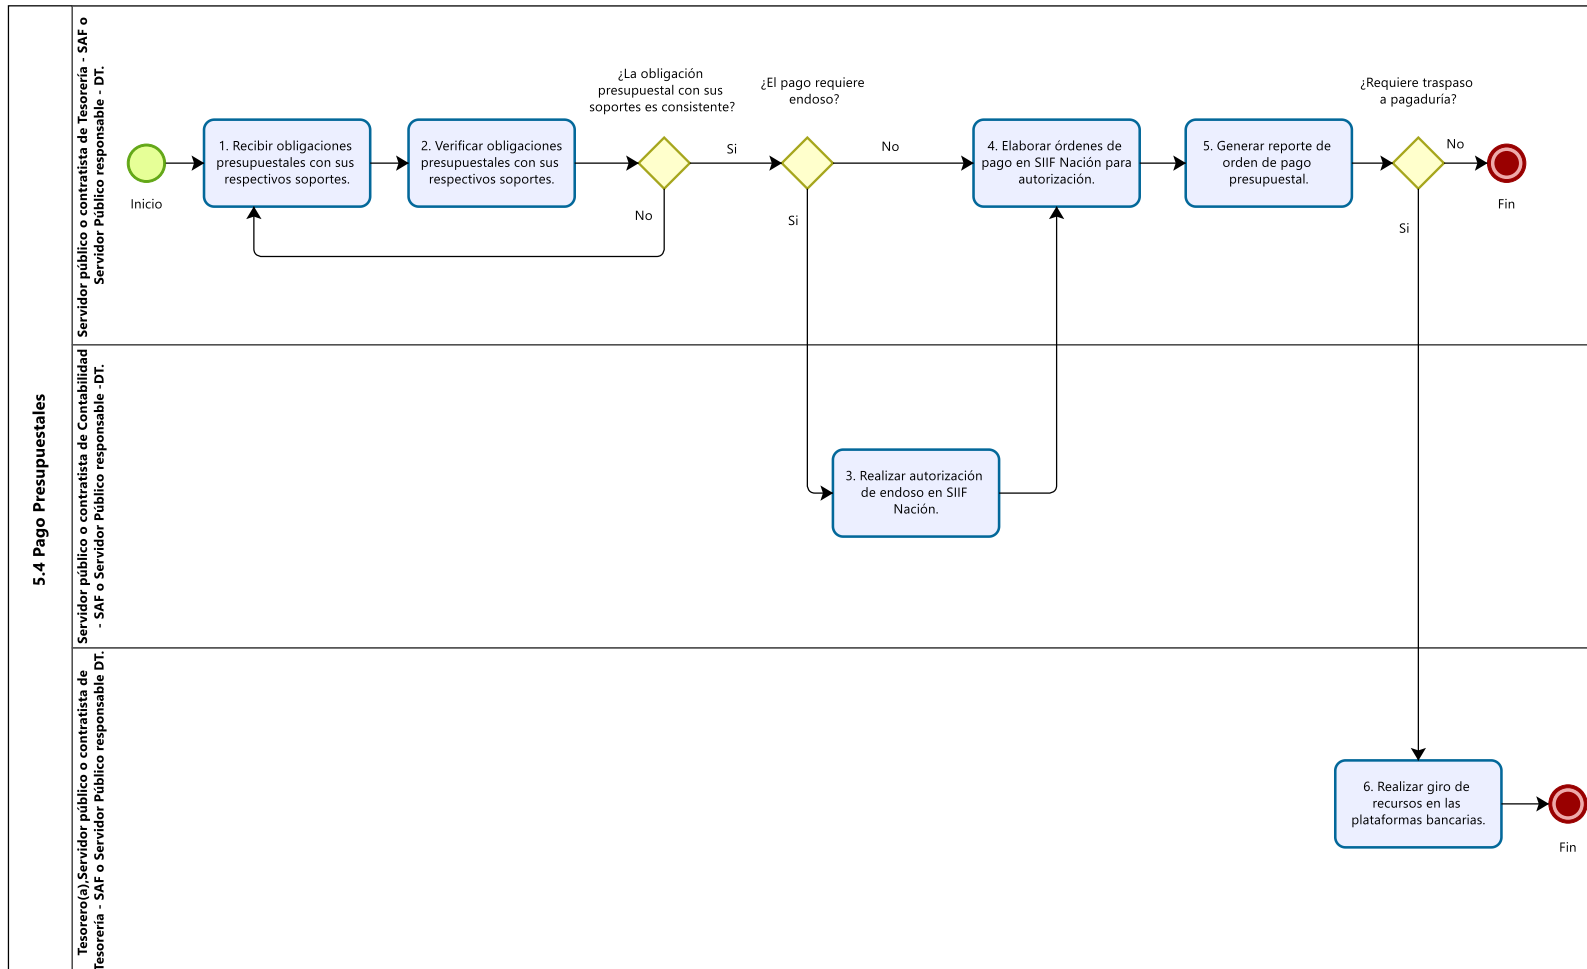 5.4 Pago Presupuestales
Servidor público o contratista de Tesorería - SAF o
Servidor Público responsable - DT.
¿La obligación
presupuestal con sus
soportes es consistente?
¿El pago requiere
endoso?
¿Requiere traspaso
a pagaduría?
Inicio
1. Recibir obligaciones
presupuestales con sus
respectivos soportes.
2. Verificar obligaciones
presupuestales con sus
respectivos soportes.
Si
No
No
Si
4. Elaborar órdenes de
pago en SIIF Nación para
autorización.
5. Generar reporte de
orden de pago
presupuestal.
No
Si
Fin
Servidor público o contratista de Contabilidad
- SAF o Servidor Público responsable -DT.
3. Realizar autorización
de endoso en SIIF
Nación.
Tesorero(a),Servidor público o contratista de
Tesorería - SAF o Servidor Público responsable DT.
6. Realizar giro de
recursos en las
plataformas bancarias.
Fin